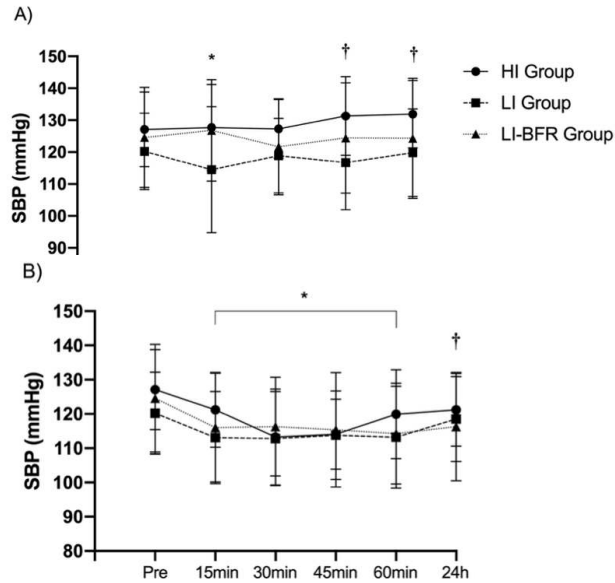 A)
150
140
130
120
110
100
90
SBP (mmHg)
*
†
†
HI Group
LI Group
LI-BFR Group
B)
150
140
130
120
110
100
90
80
SBP (mmHg)
*
†
Pre 15min 30min 45min 60min 24h